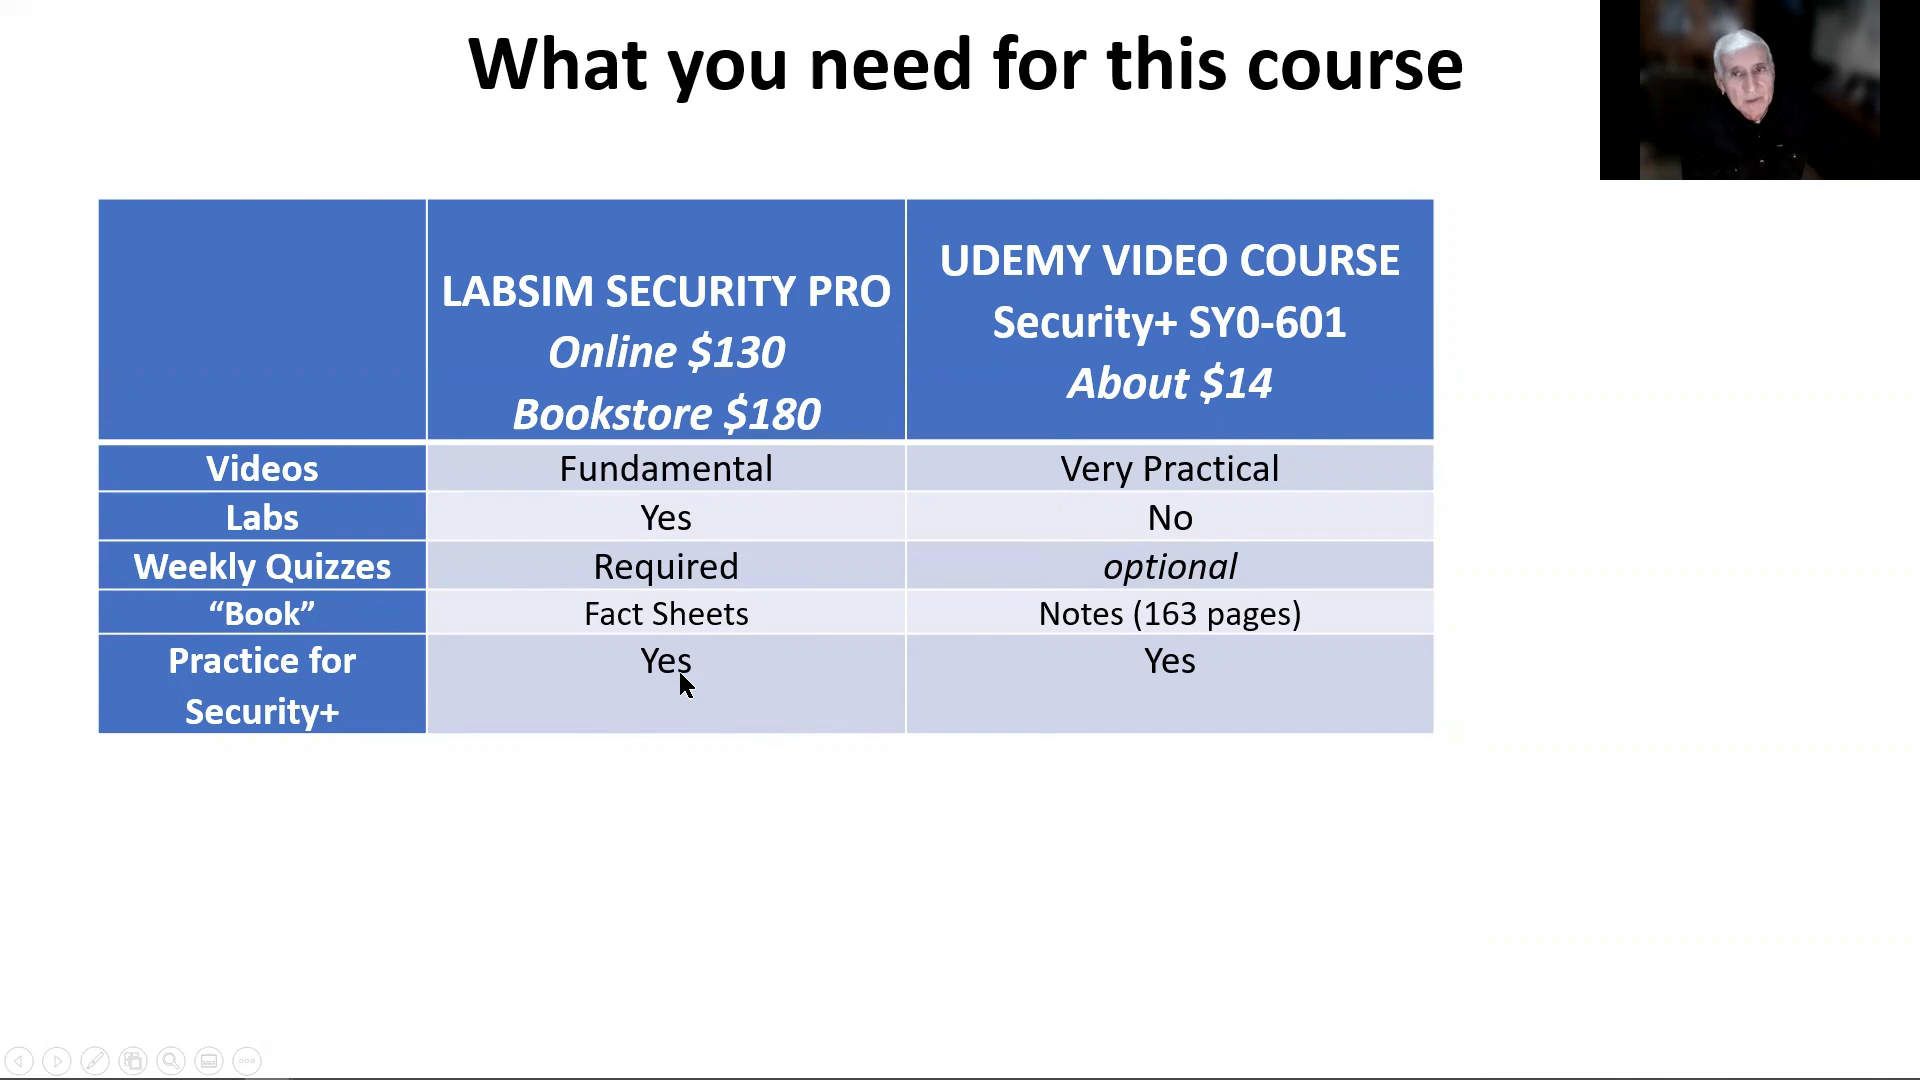 What you need for this course
LABSIM SECURITY PRO
Online $130
Bookstore $180
UDEMY VIDEO COURSE
Security+ SY0-601
About $14
Videos
Fundamental
Very Practical
Labs
Yes
No
Weekly Quizzes
Required
optional
“Book”
Fact Sheets
Notes (163 pages)
Practice for
Security+
Yes
Yes